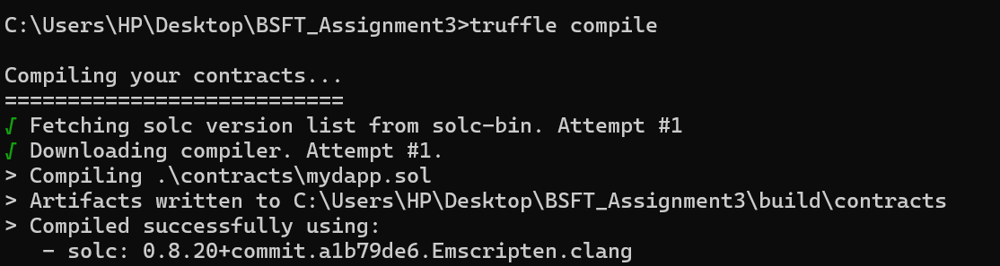 C:\Users\HP\Desktop\BSFT_Assignment3>truffle compile
Compiling your contracts...
===========================
√ Fetching solc version list from solc-bin. Attempt #1
√ Downloading compiler. Attempt #1.
> Compiling .\contracts\mydapp.sol
> Artifacts written to C:\Users\HP\Desktop\BSFT_Assignment3\build\contracts
> Compiled successfully using:
   - solc: 0.8.20+commit.a1b79de6.Emscripten.clang